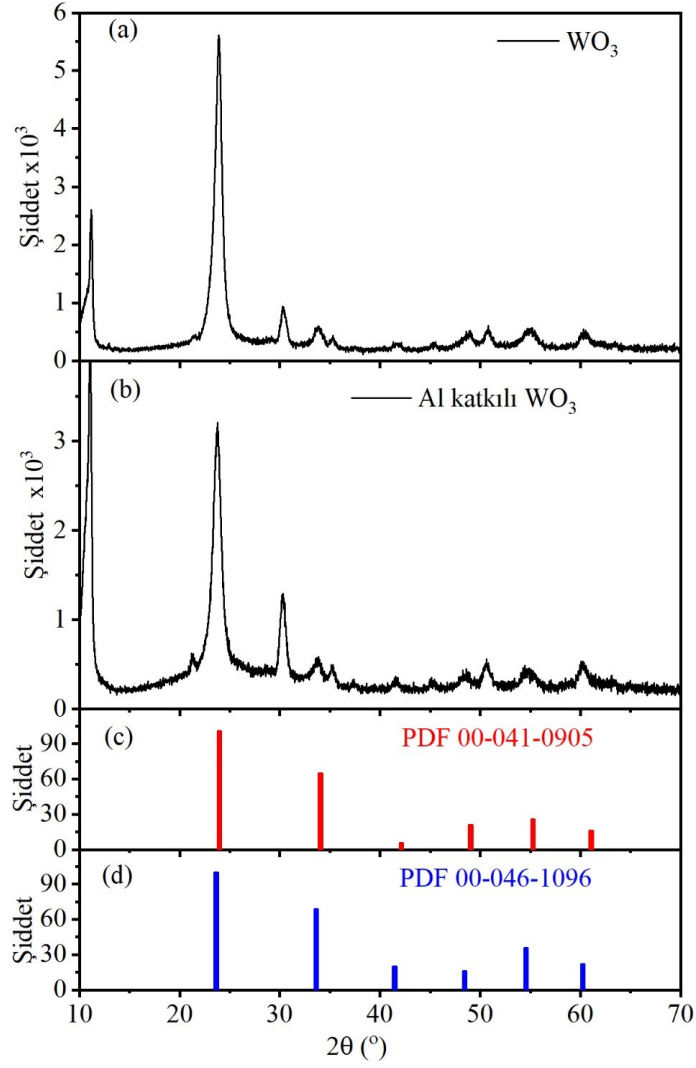 (a)
WO3
Şiddet x10³
6
5
4
3
2
1
0
(b)
Al katkılı WO3
Şiddet x10³
3
2
1
0
(c)
PDF 00-041-0905
Şiddet
90
60
30
0
(d)
PDF 00-046-1096
Şiddet
90
60
30
0
10 20 30 40 50 60 70
2θ (°)